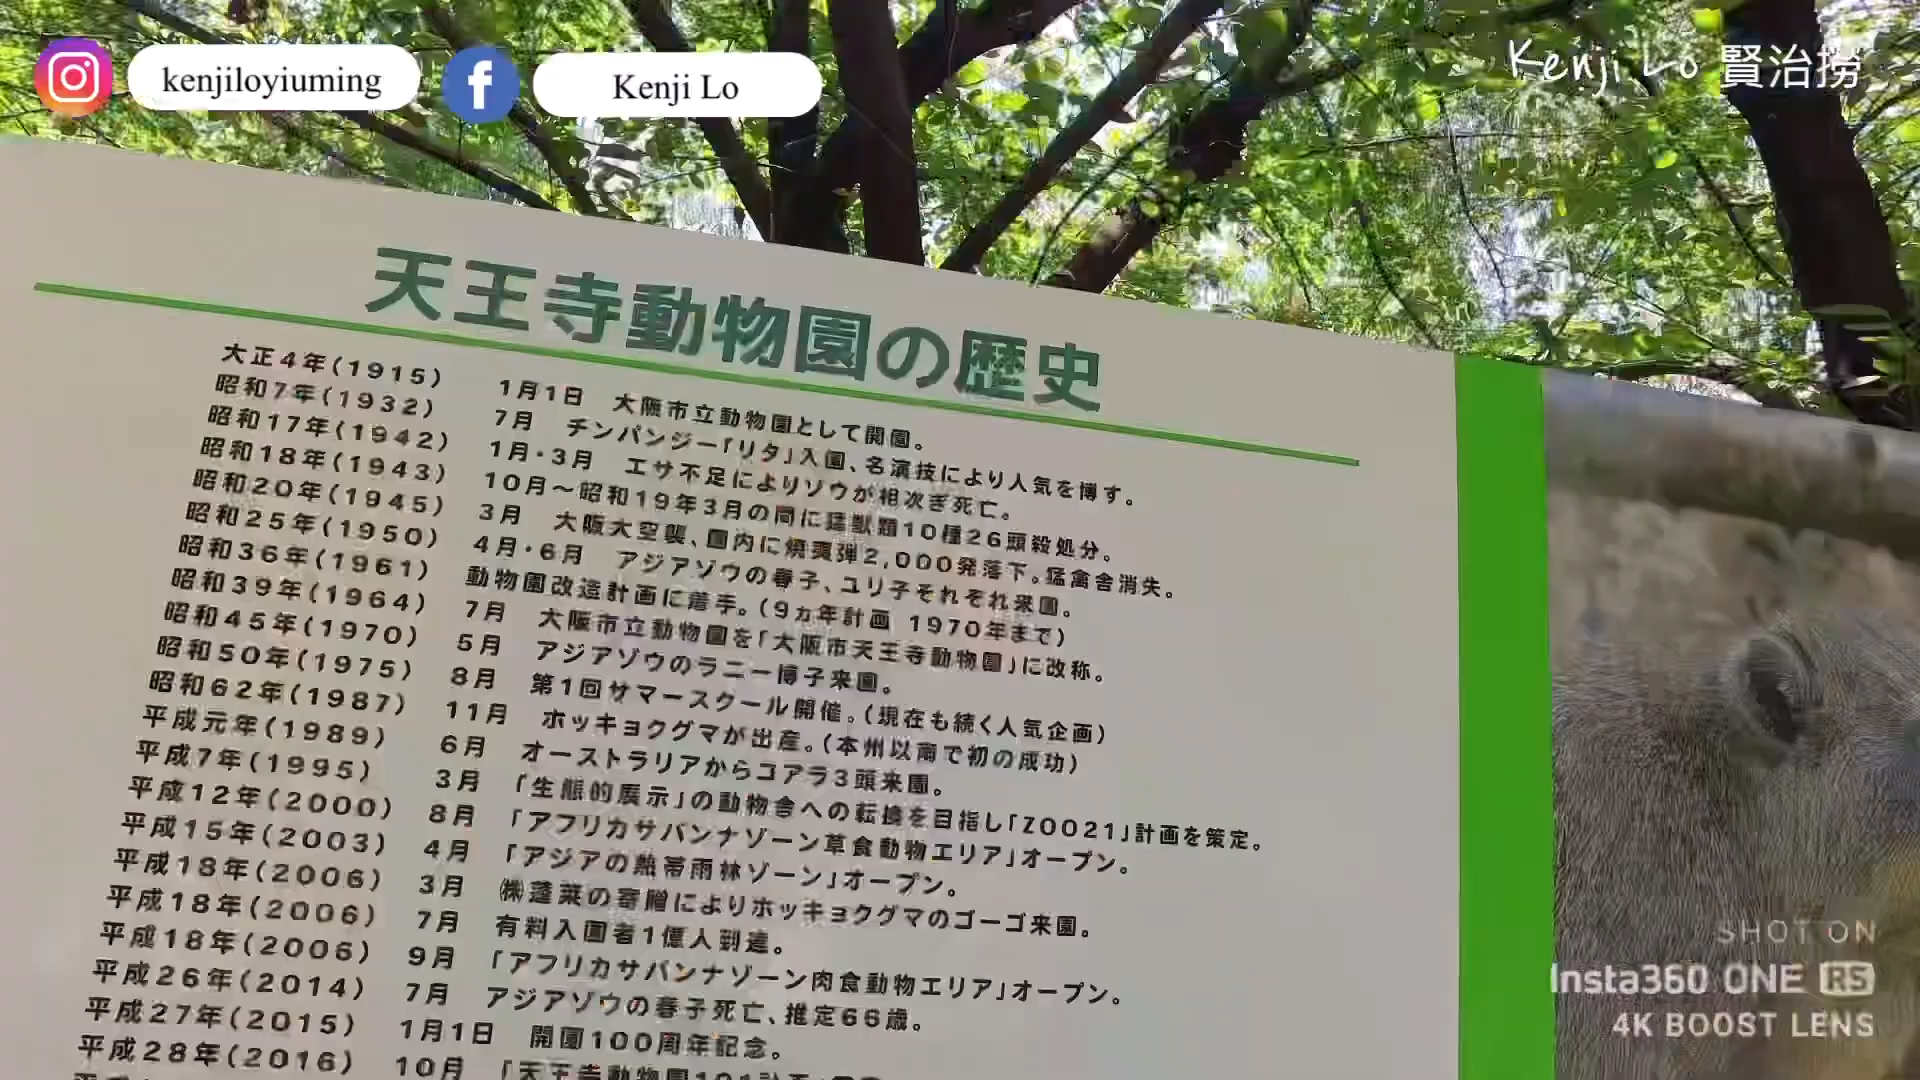 kenjiloyiuming
Kenji Lo
Kenji Lo 賢治撈
天王寺動物園の歴史
大正4年(1915) 1月1日 大阪市立動物園として開園。
昭和7年(1932) 7月 チンパンジー「リタ」入園、名演技により人気を博す。
昭和17年(1942) 1月・3月 エサ不足によりゾウが相次ぎ死亡。
昭和18年(1943) 10月～昭和19年3月の間に猛獣類10種26頭殺処分。
昭和20年(1945) 3月 大阪大空襲、園内に焼夷弾2,000発落下。猛禽舎消失。
昭和25年(1950) 4月・6月 アジアゾウの春子、ユリ子それぞれ来園。
昭和36年(1961) 動物園改造計画に着手。(9ヵ年計画 1970年まで)
昭和39年(1964) 7月 大阪市立動物園を「大阪市天王寺動物園」に改称。
昭和45年(1970) 5月 アジアゾウのラニー博子来園。
昭和50年(1975) 8月 第1回サマースクール開催。(現在も続く人気企画)
昭和62年(1987) 11月 ホッキョクグマが出産。(本州以南で初の成功)
平成元年(1989) 6月 オーストラリアからコアラ3頭来園。
平成7年(1995) 3月 「生態的展示」の動物舎への転換を目指し「ZOO21」計画を策定。
平成12年(2000) 8月 「アフリカサバンナゾーン草食動物エリア」オープン。
平成15年(2003) 4月 「アジアの熱帯雨林ゾーン」オープン。
平成18年(2006) 3月 ㈱蓬莱の寄贈によりホッキョクグマのゴーゴ来園。
平成18年(2006) 7月 有料入園者1億人到達。
平成18年(2006) 9月 「アフリカサバンナゾーン肉食動物エリア」オープン。
平成26年(2014) 7月 アジアゾウの春子死亡、推定66歳。
平成27年(2015) 1月1日 開園100周年記念。
平成28年(2016) 10月 「天王寺動物園101計画」
SHOT ON
Insta360 ONE RS
4K BOOST LENS